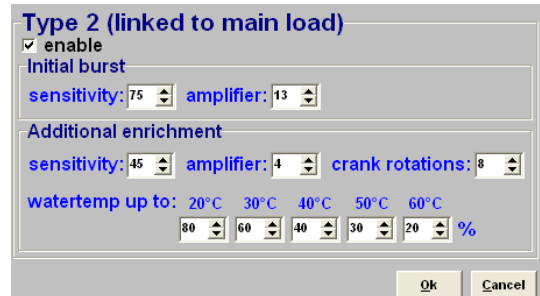 Type 2 (linked to main load)
enable
Initial burst
sensitivity: 75 amplifier: 13
Additional enrichment
sensitivity: 45 amplifier: 4 crank rotations: 8
watertemp up to: 20°C 30°C 40°C 50°C 60°C
80 60 40 30 20 %
Ok Cancel